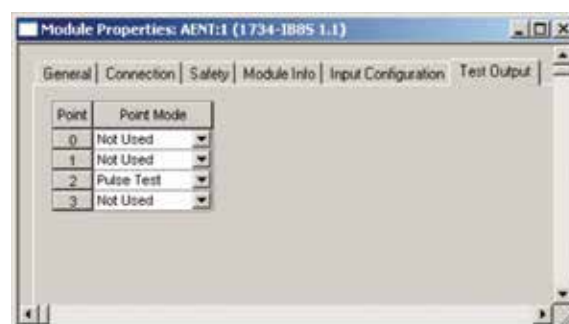 Module Properties: AENT:1 (1734-IB8S 1.1)
General Connection Safety Module Info Input Configuration Test Output
Point Point Mode
0 Not Used
1 Not Used
2 Pulse Test
3 Not Used